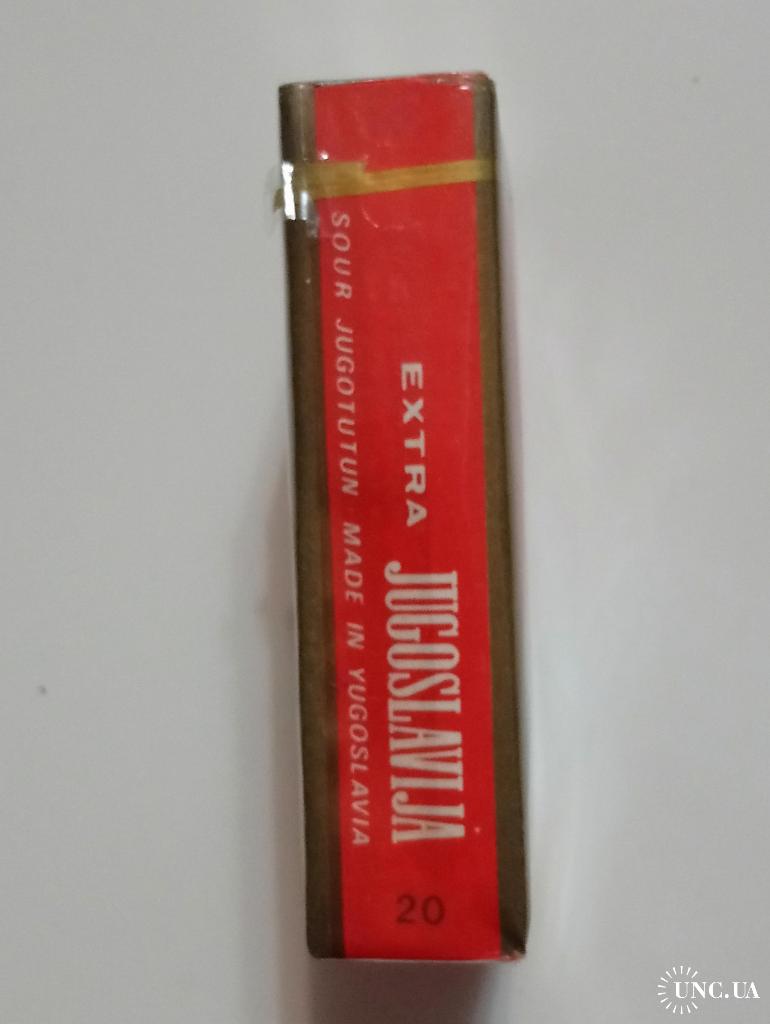 EXTRA JUGOSLAVIJA
20
SOUR JUGOTUTUN MADE IN YUGOSLAVIA
UNC.UA